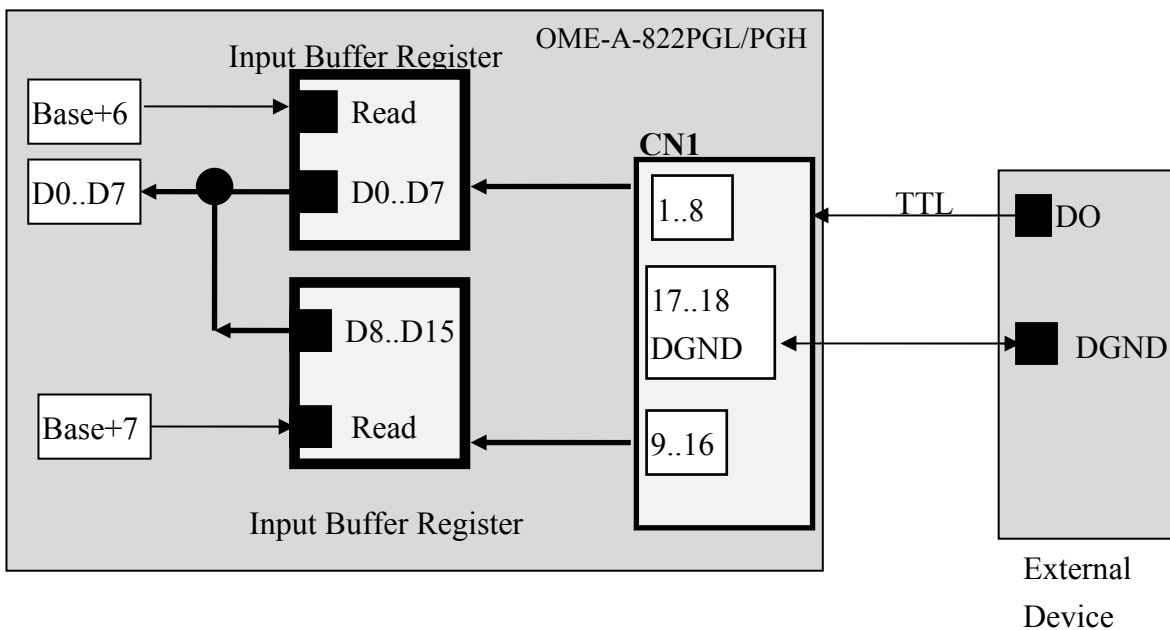 OME-A-822PGL/PGH
Input Buffer Register
Base+6
Read
CN1
D0..D7
D0..D7
1..8
TTL
DO
17..18
DGND
D8..D15
DGND
Base+7
Read
9..16
Input Buffer Register
External
Device